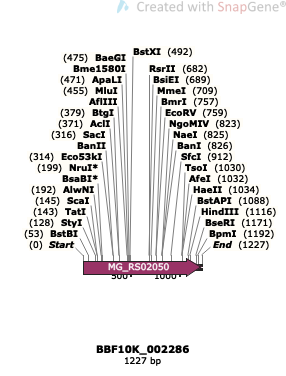 Created with SnapGene®
(475) BaeGI BstXI (492)
Bme1580I RsrII (682)
(471) ApaLI BsiEI (689)
(455) MluI MmeI (709)
AflIII BmrI (757)
(379) BtgI EcoRV (759)
(371) AclI NgoMIV (823)
(316) SacI NaeI (825)
BanII BanI (826)
(314) Eco53kI SfcI (912)
(199) NruI* TsoI (1030)
BsaBI* AfeI (1032)
(192) AlwNI HaeII (1034)
(145) ScaI BstAPI (1088)
(143) TatI HindIII (1116)
(128) StyI BseRI (1171)
(53) BstBI BpmI (1192)
(0) Start End (1227)
MG_RS02050
500 1000
BBF10K_002286
1227 bp